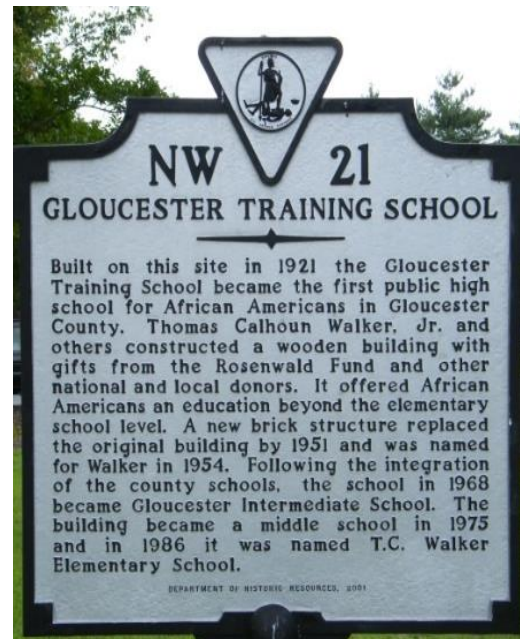 NW 21
GLOUCESTER TRAINING SCHOOL
Built on this site in 1921 the Gloucester
Training School became the first public high
school for African Americans in Gloucester
County. Thomas Calhoun Walker, Jr. and
others constructed a wooden building with
gifts from the Rosenwald Fund and other
national and local donors. It offered African
Americans an education beyond the elementary
school level. A new brick structure replaced
the original building by 1951 and was named
for Walker in 1954. Following the integration
of the county schools, the school in 1968
became Gloucester Intermediate School. The
building became a middle school in 1975
and in 1986 it was named T.C. Walker
Elementary School.
DEPARTMENT OF HISTORIC RESOURCES, 2001